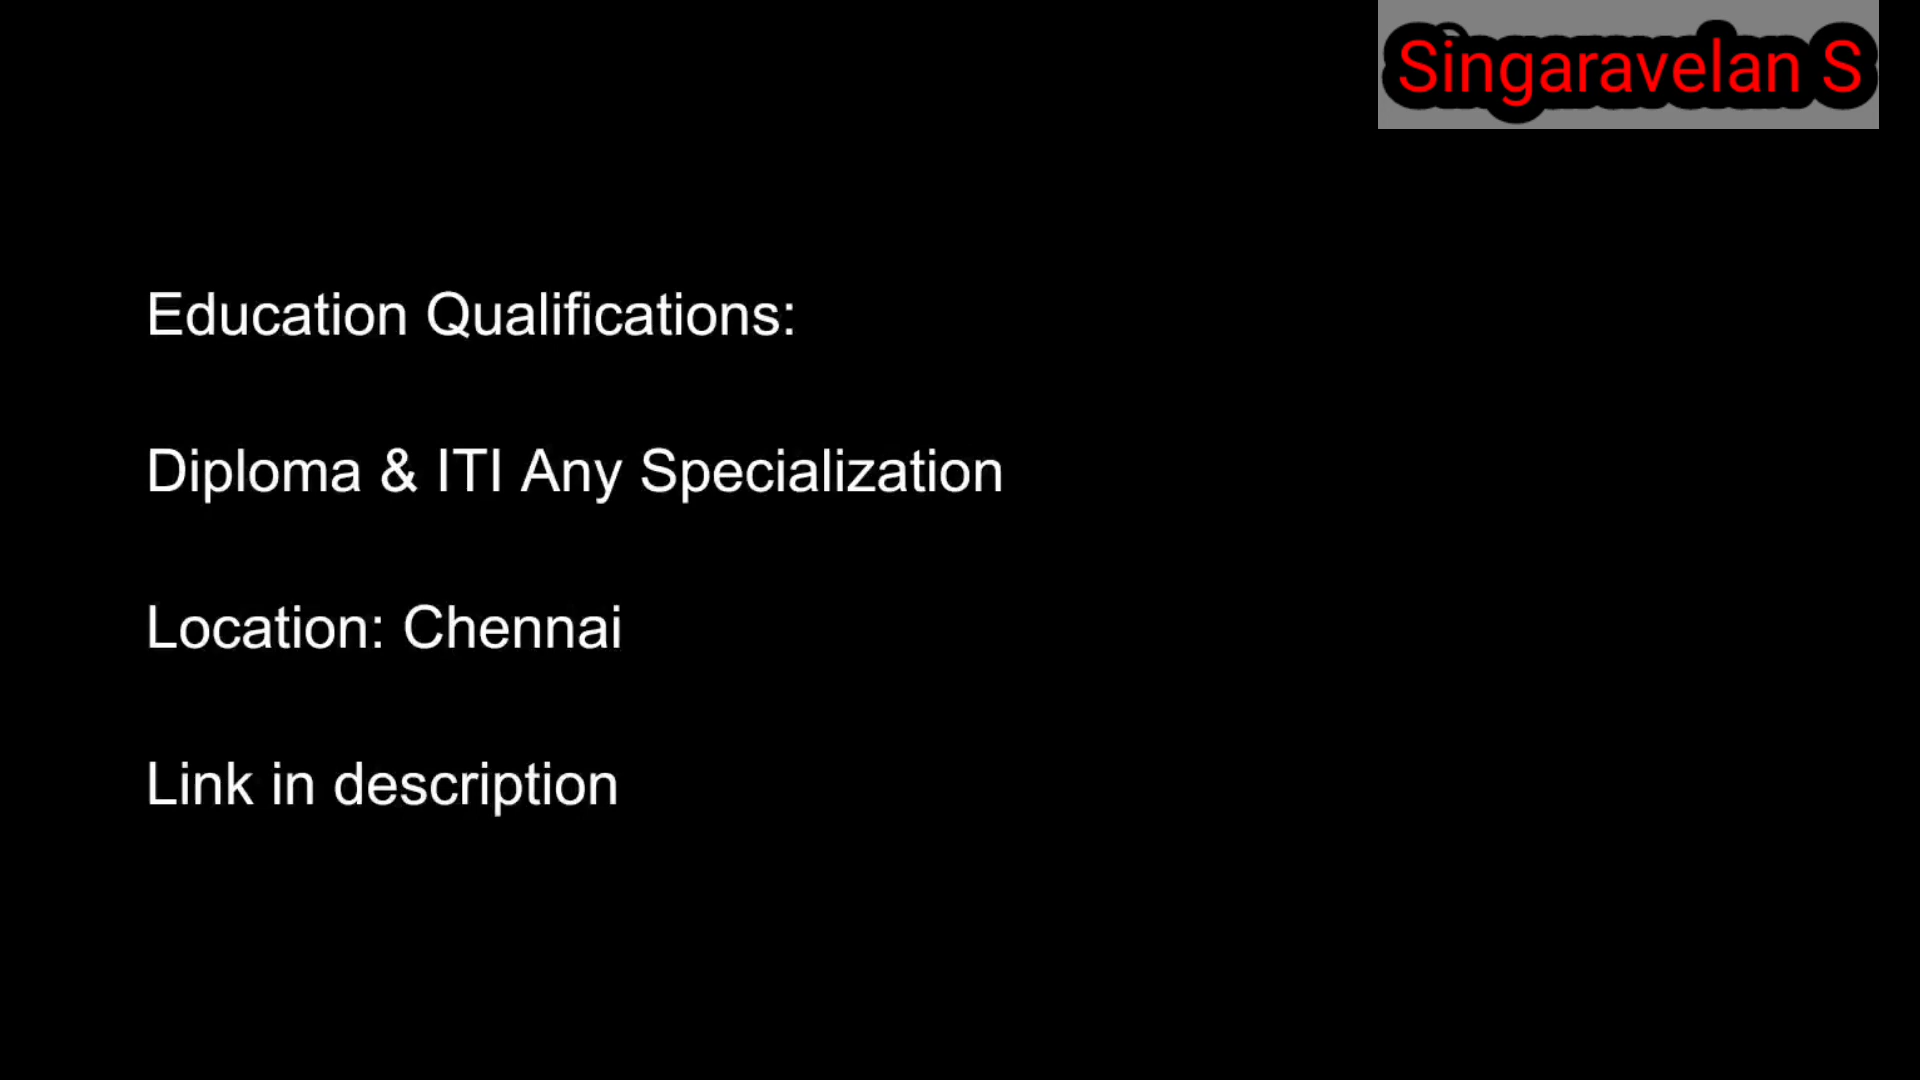 Singaravelan S
Education Qualifications:
Diploma & ITI Any Specialization
Location: Chennai
Link in description